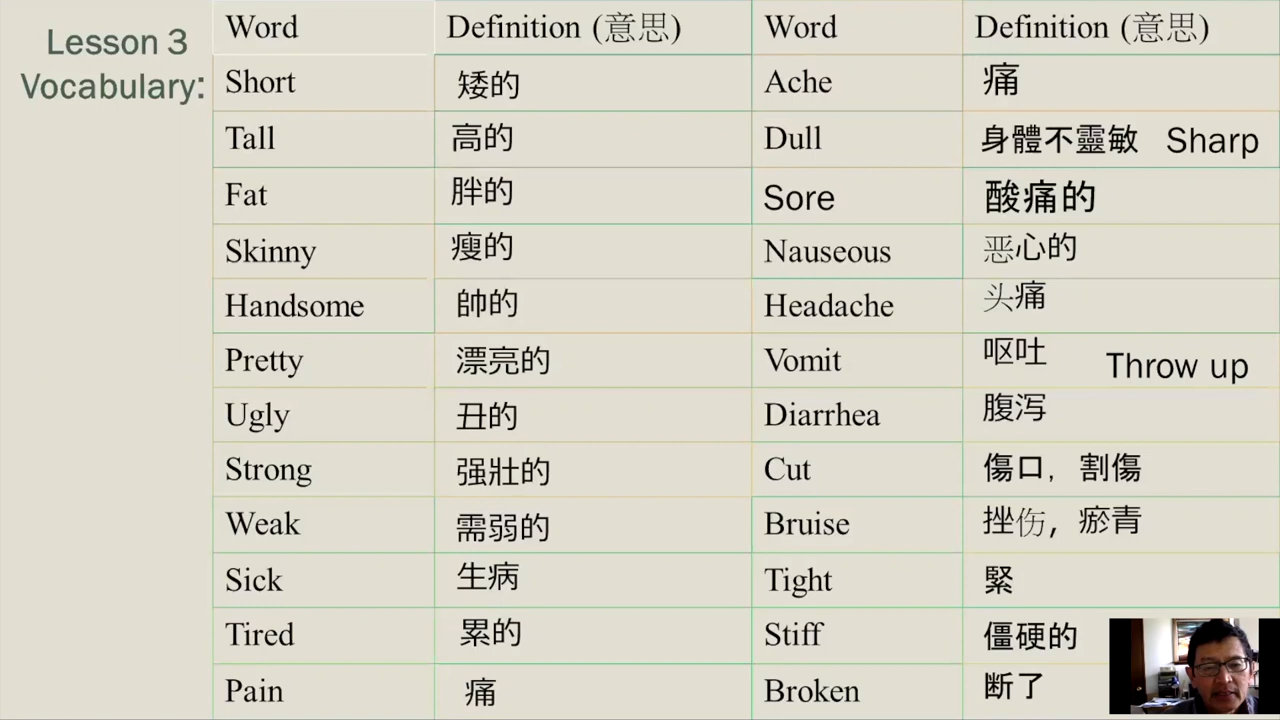 Lesson 3
Vocabulary:
Word Definition (意思) Word Definition (意思)
Short 矮的 Ache 痛
Tall 高的 Dull 身體不靈敏 Sharp
Fat 胖的 Sore 酸痛的
Skinny 瘦的 Nauseous 恶心的
Handsome 帥的 Headache 头痛
Pretty 漂亮的 Vomit 呕吐 Throw up
Ugly 丑的 Diarrhea 腹泻
Strong 强壯的 Cut 傷口，割傷
Weak 需弱的 Bruise 挫伤，瘀青
Sick 生病 Tight 緊
Tired 累的 Stiff 僵硬的
Pain 痛 Broken 断了